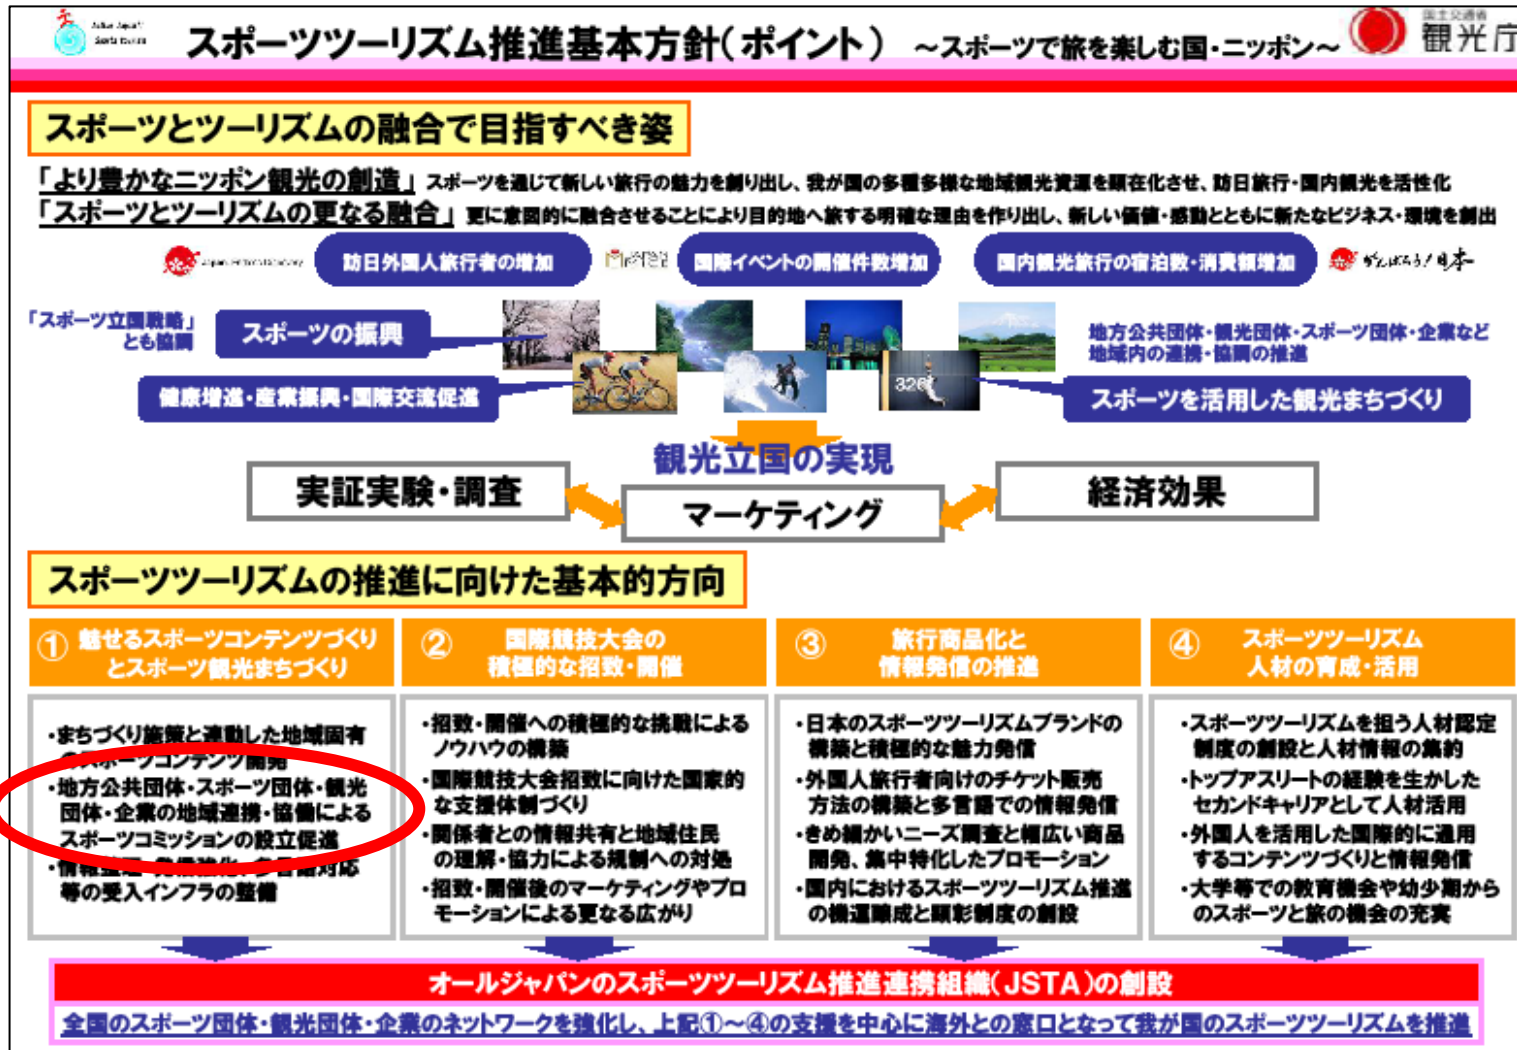 スポーツツーリズム推進基本方針(ポイント) ～スポーツで旅を楽しむ国・ニッポン～
国土交通省
観光庁
スポーツとツーリズムの融合で目指すべき姿
「より豊かなニッポン観光の創造」 スポーツを通じて新しい旅行の魅力を創り出し、我が国の多種多様な地域観光資源を顕在化させ、訪日旅行・国内観光を活性化
「スポーツとツーリズムの更なる融合」 更に意図的に融合させることにより目的地へ旅する明確な理由を作り出し、新しい価値・感動とともに新たなビジネス・環境を創出
訪日外国人旅行者の増加
国際イベントの開催件数増加
国内観光旅行の宿泊数・消費額増加
がんばろう!日本
「スポーツ立国戦略」
とも協調
スポーツの振興
地方公共団体・観光団体・スポーツ団体・企業など
地域内の連携・協調の推進
健康増進・産業振興・国際交流促進
326
スポーツを活用した観光まちづくり
観光立国の実現
実証実験・調査
マーケティング
経済効果
スポーツツーリズムの推進に向けた基本的方向
① 魅せるスポーツコンテンツづくり
とスポーツ観光まちづくり
・まちづくり施策と連動した地域固有
のスポーツコンテンツ開発
・地方公共団体・スポーツ団体・観光
団体・企業の地域連携・協働による
スポーツコミッションの設立促進
・情報整理・発信強化、多言語対応
等の受入インフラの整備
② 国際競技大会の
積極的な招致・開催
・招致・開催への積極的な挑戦による
ノウハウの構築
・国際競技大会招致に向けた国家的
な支援体制づくり
・関係者との情報共有と地域住民
の理解・協力による規制への対処
・招致・開催後のマーケティングやプロ
モーションによる更なる広がり
③ 旅行商品化と
情報発信の推進
・日本のスポーツツーリズムブランドの
構築と積極的な魅力発信
・外国人旅行者向けのチケット販売
方法の構築と多言語での情報発信
・きめ細かいニーズ調査と幅広い商品
開発、集中特化したプロモーション
・国内におけるスポーツツーリズム推進
の機運醸成と顕彰制度の創設
④ スポーツツーリズム
人材の育成・活用
・スポーツツーリズムを担う人材認定
制度の創設と人材情報の集約
・トップアスリートの経験を生かした
セカンドキャリアとして人材活用
・外国人を活用した国際的に通用
するコンテンツづくりと情報発信
・大学等での教育機会や幼少期から
のスポーツと旅の機会の充実
オールジャパンのスポーツツーリズム推進連携組織(JSTA)の創設
全国のスポーツ団体・観光団体・企業のネットワークを強化し、上記①～④の支援を中心に海外との窓口となって我が国のスポーツツーリズムを推進